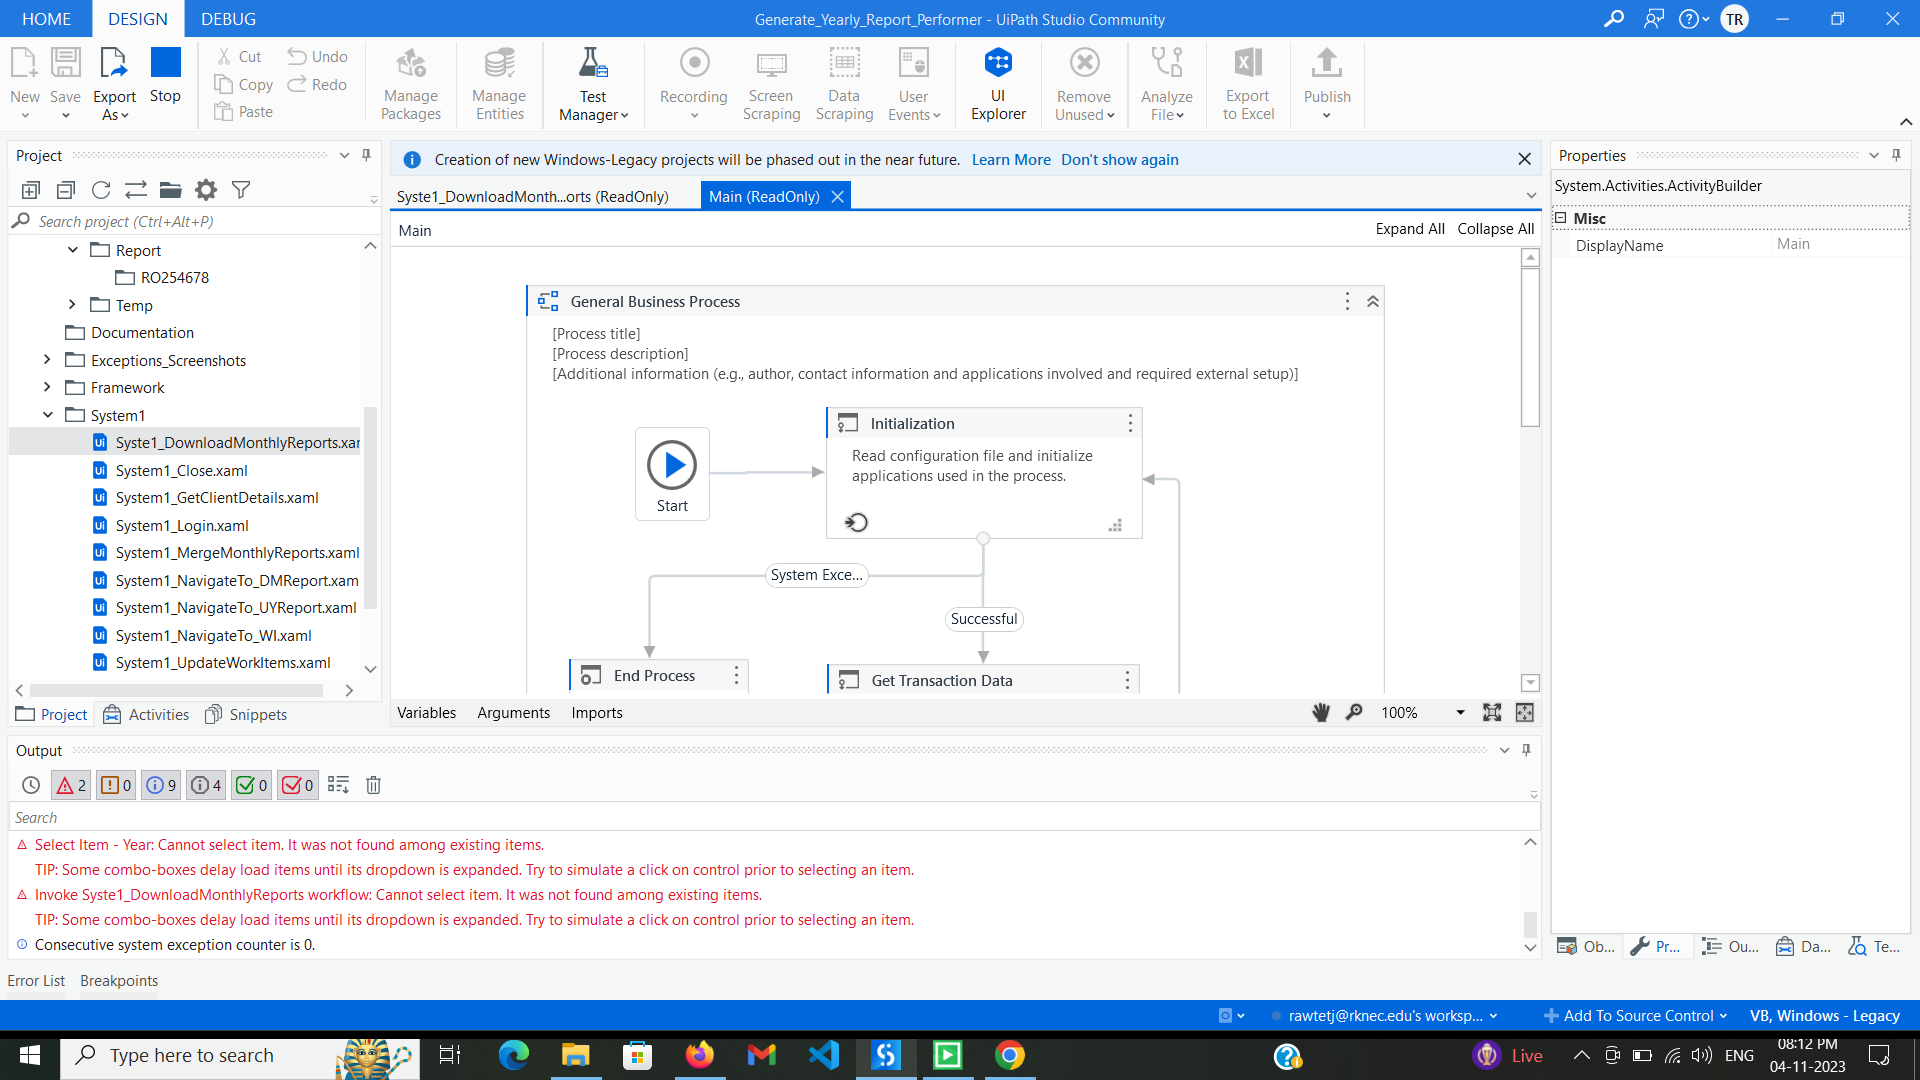 HOME
DESIGN
DEBUG
Generate_Yearly_Report_Performer - UiPath Studio Community
TR
New
Save
Export As
Stop
Cut
Copy
Paste
Undo
Redo
Manage Packages
Manage Entities
Test Manager
Recording
Screen Scraping
Data Scraping
User Events
UI Explorer
Remove Unused
Analyze File
Export to Excel
Publish
Project
Search project (Ctrl+Alt+P)
Report
RO254678
Temp
Documentation
Exceptions_Screenshots
Framework
System1
Syste1_DownloadMonthlyReports.xar
System1_Close.xaml
System1_GetClientDetails.xaml
System1_Login.xaml
System1_MergeMonthlyReports.xaml
System1_NavigateTo_DMReport.xam
System1_NavigateTo_UYReport.xaml
System1_NavigateTo_WI.xaml
System1_UpdateWorkItems.xaml
Project
Activities
Snippets
Creation of new Windows-Legacy projects will be phased out in the near future. Learn More Don't show again
Syste1_DownloadMonth...orts (ReadOnly)
Main (ReadOnly)
Main
Expand All
Collapse All
General Business Process
[Process title]
[Process description]
[Additional information (e.g., author, contact information and applications involved and required external setup)]
Start
Initialization
Read configuration file and initialize
applications used in the process.
System Exce...
Successful
End Process
Get Transaction Data
Variables
Arguments
Imports
100%
Properties
System.Activities.ActivityBuilder
Misc
DisplayName
Main
Ob...
Pr...
Ou...
Da...
Te...
Output
2
0
9
4
0
0
Search
Select Item - Year: Cannot select item. It was not found among existing items.
TIP: Some combo-boxes delay load items until its dropdown is expanded. Try to simulate a click on control prior to selecting an item.
Invoke Syste1_DownloadMonthlyReports workflow: Cannot select item. It was not found among existing items.
TIP: Some combo-boxes delay load items until its dropdown is expanded. Try to simulate a click on control prior to selecting an item.
Consecutive system exception counter is 0.
Error List
Breakpoints
rawtetj@rknec.edu's worksp...
Add To Source Control
VB, Windows - Legacy
Type here to search
Live
ENG
08:12 PM
04-11-2023